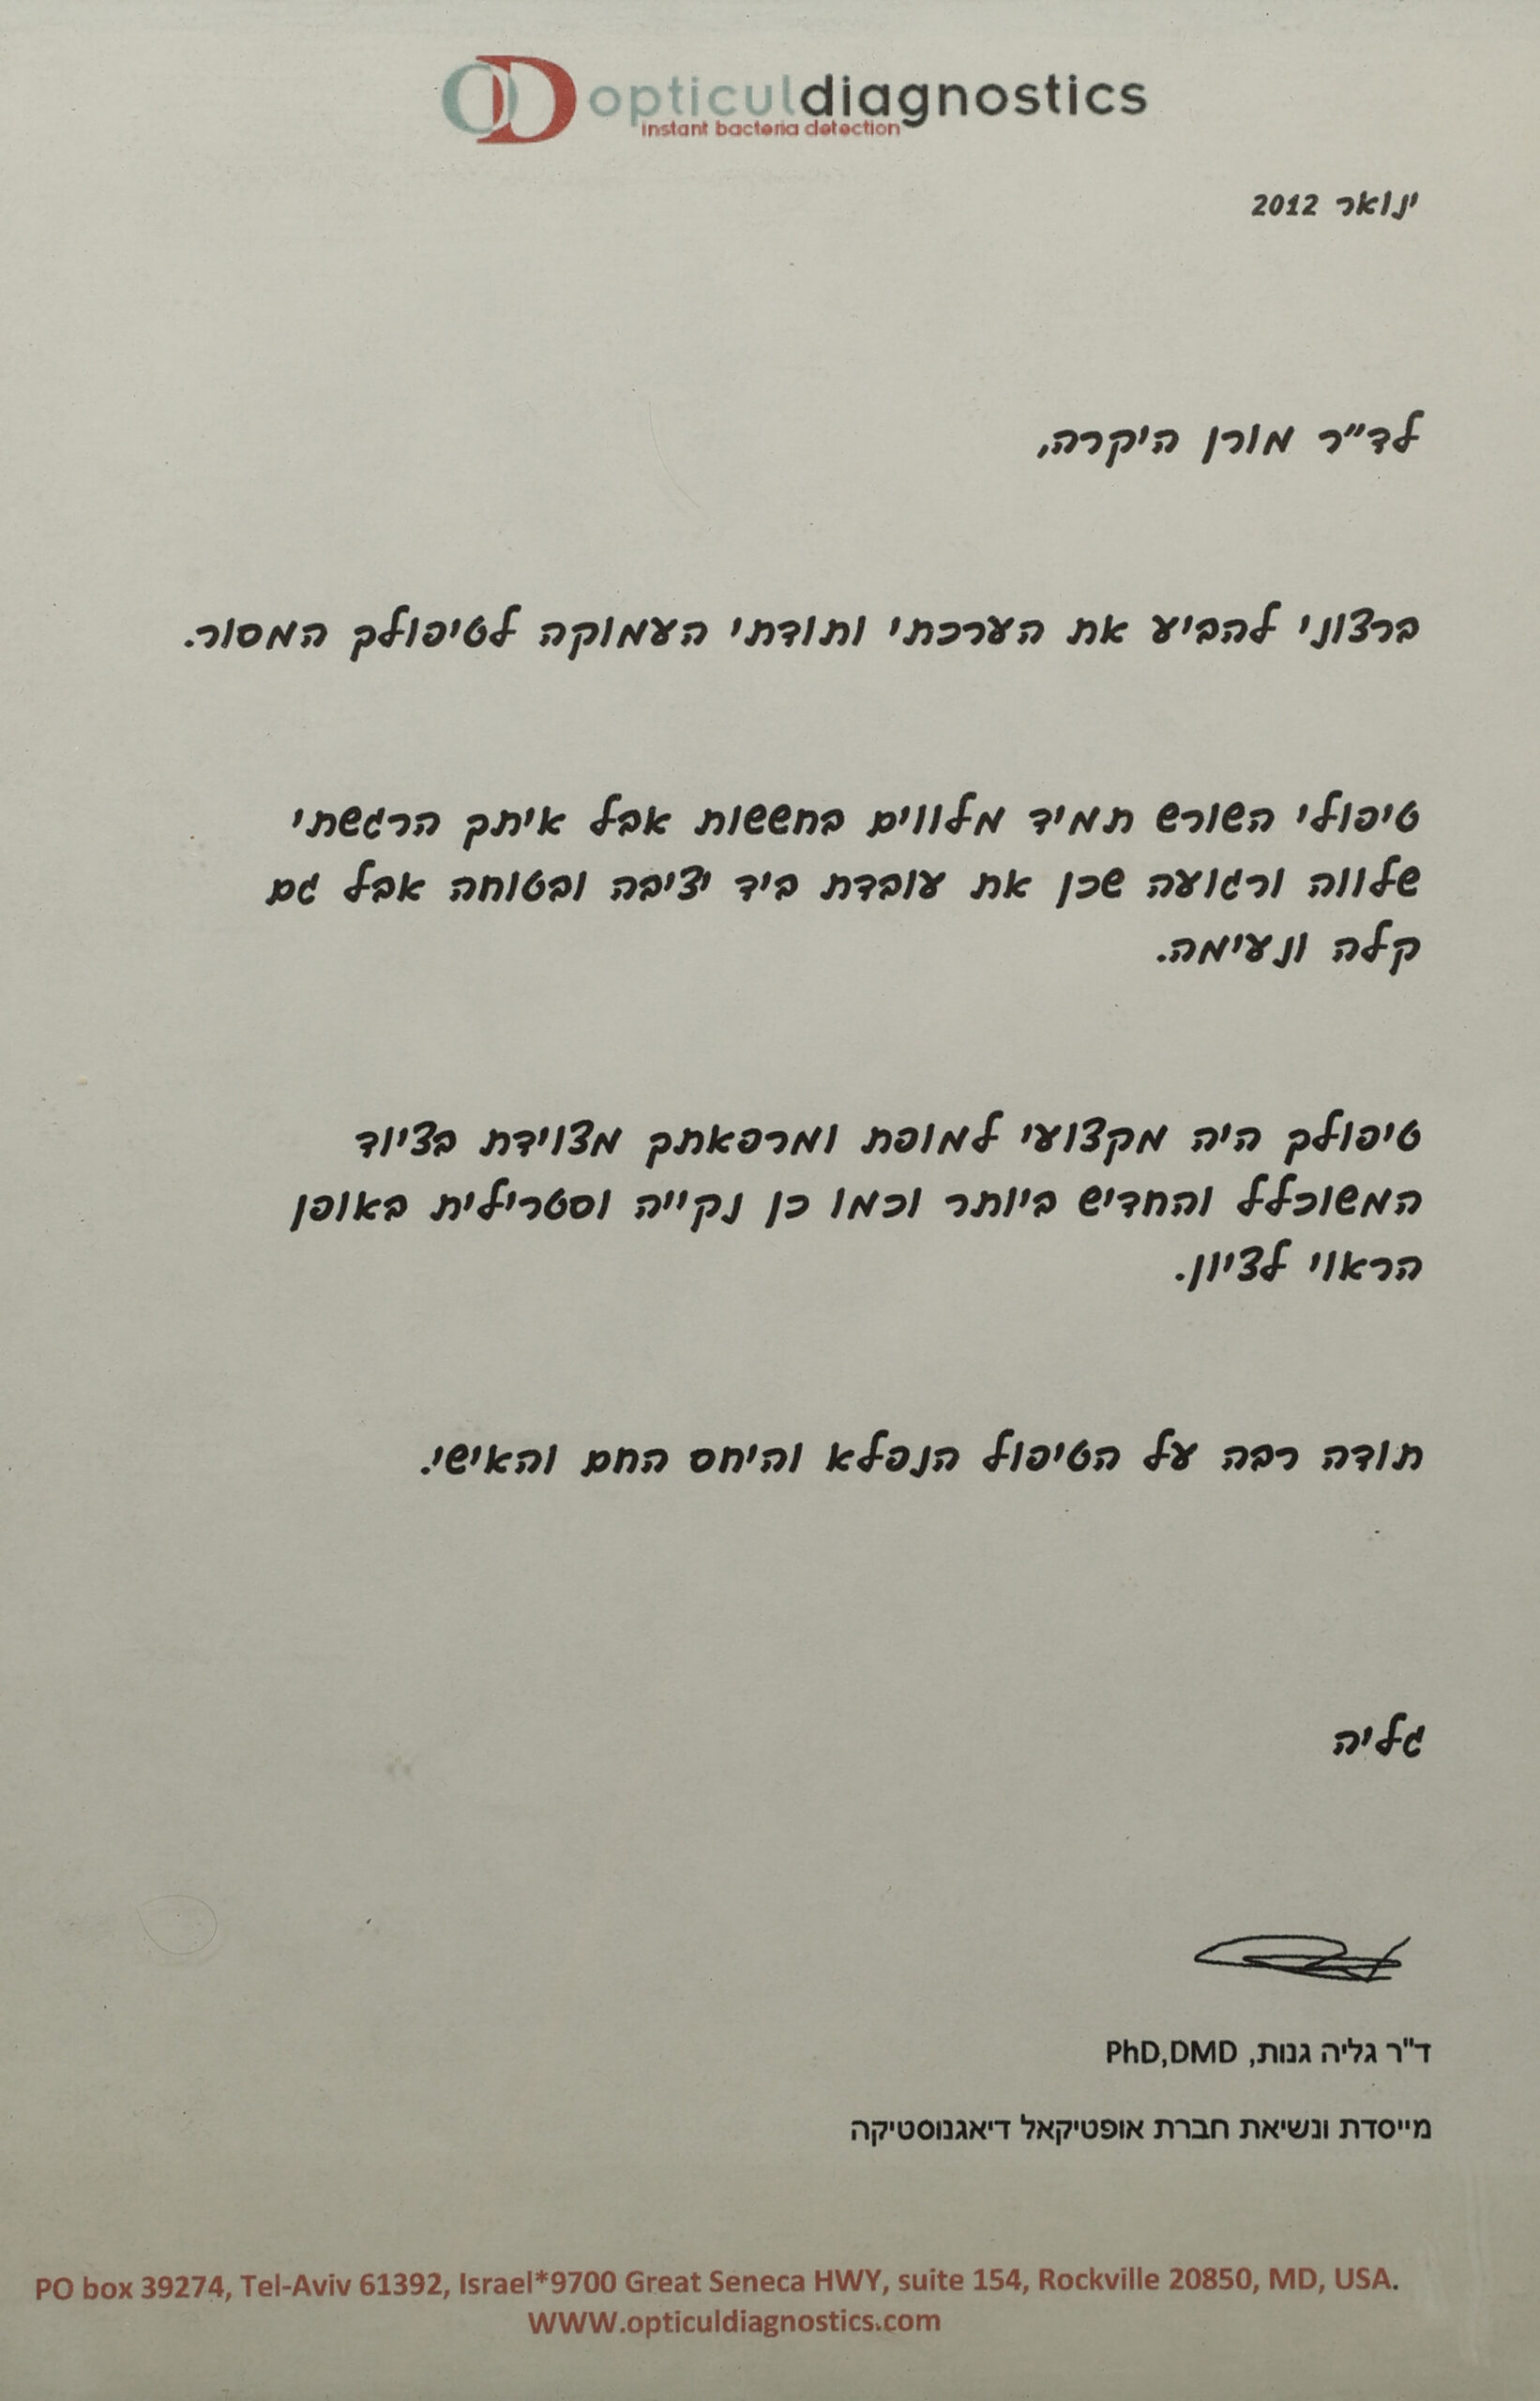 opticuldiagnostics
instant bacteria detection
ינואר 2012
לד"ר מורן היקרה,
ברצוני להביע את הערכתי ותודתי העמוקה לטיפולך המסור.
טיפולי השורש תמיד מלווים בחששות אבל איתך הרגשתי
שלווה ורגועה שכן את עובדת ביד יציבה ובטוחה אבל גם
קלה ונעימה.
טיפולך היה מקצועי למופת ומרפאתך מצוידת בציוד
המשוכלל והחדיש ביותר וכמו כן נקייה וסטרילית באופן
הראוי לציון.
תודה רבה על הטיפול הנפלא והיחס החם והאישי.
גליה
ד"ר גליה גנות, PhD,DMD
מייסדת ונשיאת חברת אופטיקאל דיאגנוסטיקה
PO box 39274, Tel-Aviv 61392, Israel*9700 Great Seneca HWY, suite 154, Rockville 20850, MD, USA.
WWW.opticuldiagnostics.com